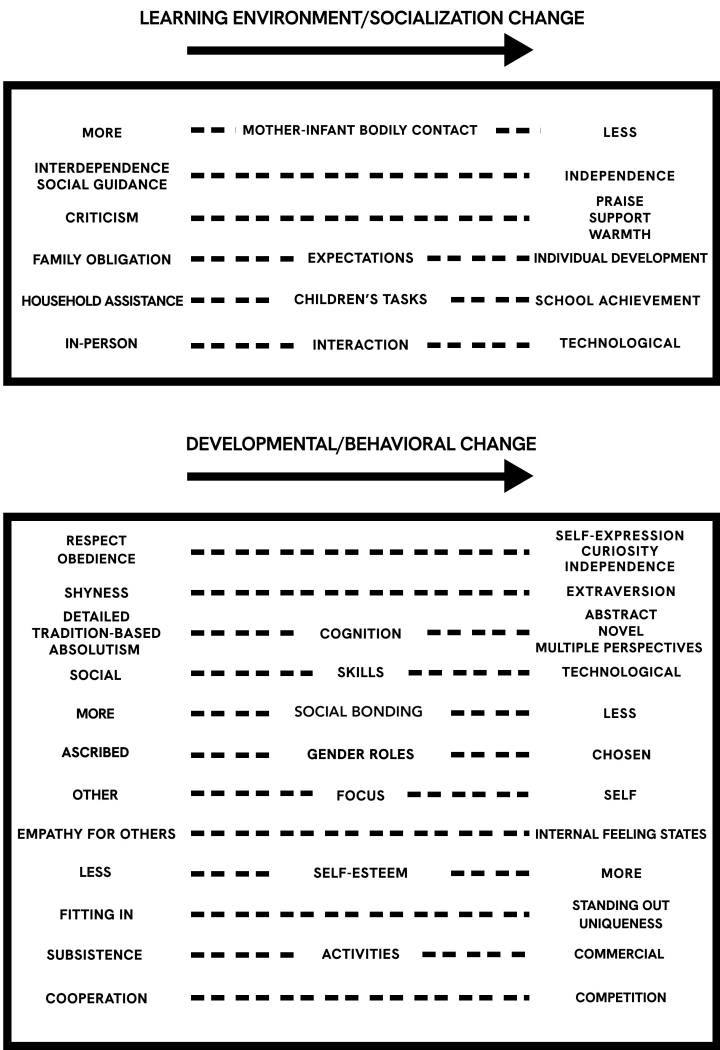 LEARNING ENVIRONMENT/SOCIALIZATION CHANGE
MORE MOTHER-INFANT BODILY CONTACT LESS
INTERDEPENDENCE
SOCIAL GUIDANCE
INDEPENDENCE
CRITICISM
PRAISE
SUPPORT
WARMTH
FAMILY OBLIGATION EXPECTATIONS INDIVIDUAL DEVELOPMENT
HOUSEHOLD ASSISTANCE CHILDREN'S TASKS SCHOOL ACHIEVEMENT
IN-PERSON INTERACTION TECHNOLOGICAL
DEVELOPMENTAL/BEHAVIORAL CHANGE
RESPECT
OBEDIENCE
SELF-EXPRESSION
CURIOSITY
INDEPENDENCE
SHYNESS EXTRAVERSION
DETAILED
TRADITION-BASED
ABSOLUTISM
COGNITION
ABSTRACT
NOVEL
MULTIPLE PERSPECTIVES
SOCIAL SKILLS TECHNOLOGICAL
MORE SOCIAL BONDING LESS
ASCRIBED GENDER ROLES CHOSEN
OTHER FOCUS SELF
EMPATHY FOR OTHERS INTERNAL FEELING STATES
LESS SELF-ESTEEM MORE
FITTING IN
STANDING OUT
UNIQUENESS
SUBSISTENCE ACTIVITIES COMMERCIAL
COOPERATION COMPETITION